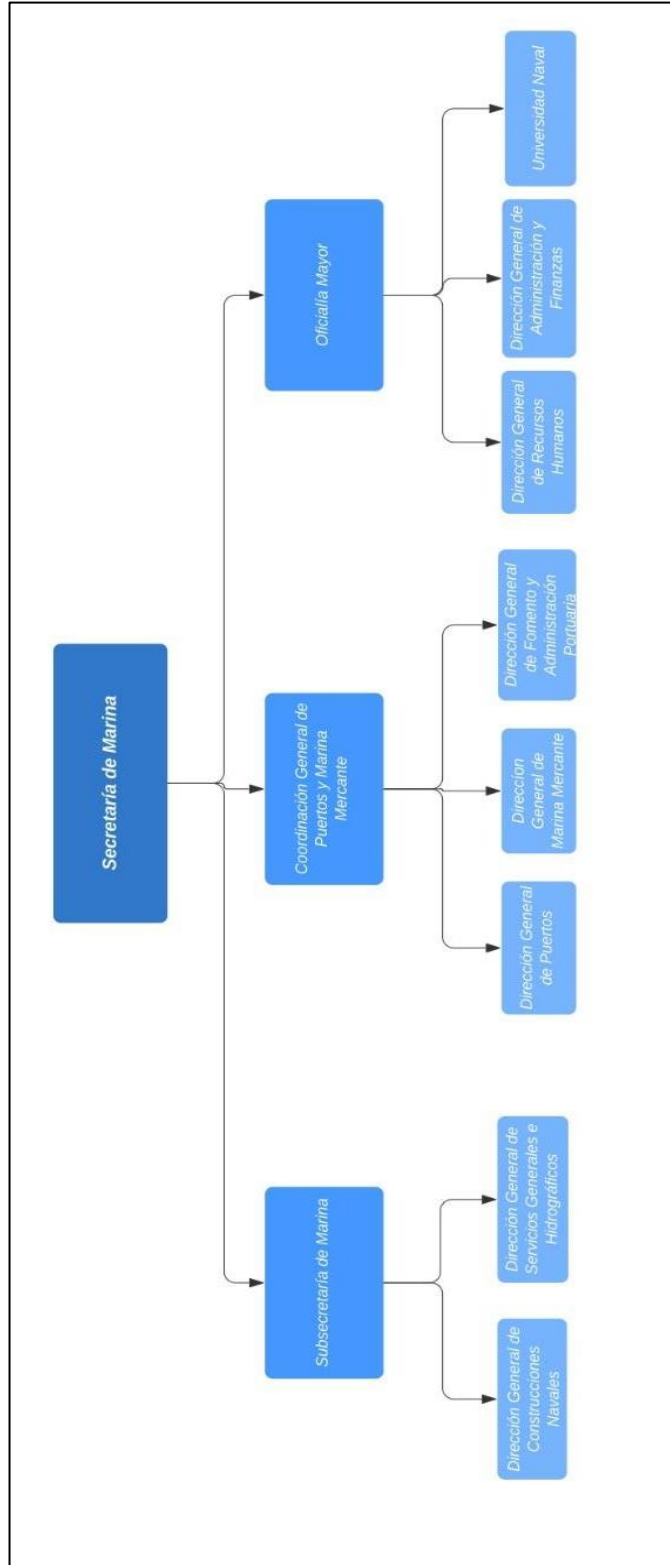 Secretaría de Marina
Subsecretaría de Marina
Coordinación General de
Puertos y Marina
Mercante
Oficialía Mayor
Dirección General de
Construcciones
Navales
Dirección General de
Servicios Generales e
Hidrográficos
Dirección General
de Puertos
Direccion
General de
Marina Mercante
Dirección General
de Fomento y
Administración
Portuaria
Dirección General
de Recursos
Humanos
Dirección General de
Administración y
Finanzas
Universidad Naval